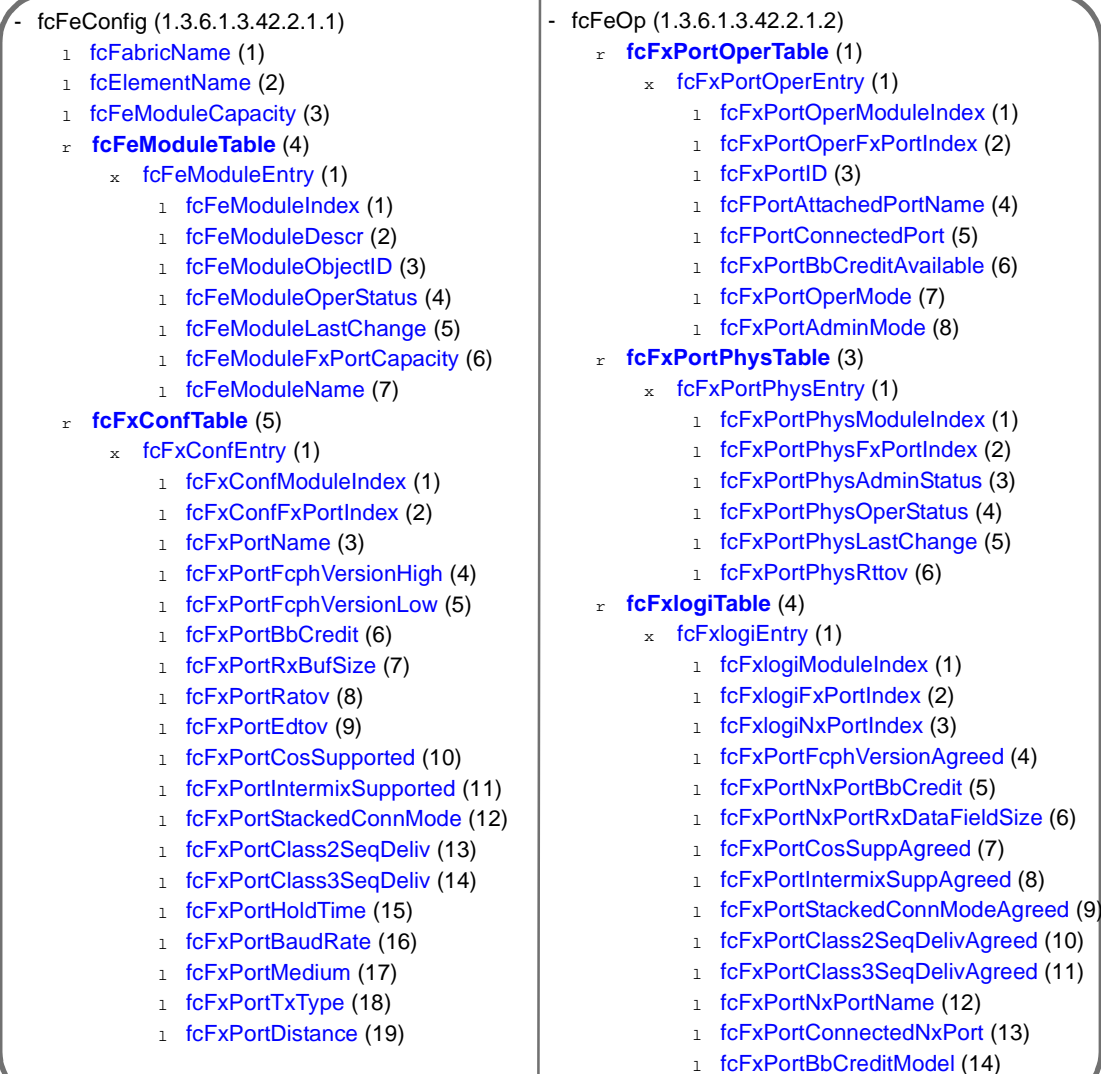 - fcFeConfig (1.3.6.1.3.42.2.1.1)
l fcFabricName (1)
l fcElementName (2)
l fcFeModuleCapacity (3)
r fcFeModuleTable (4)
x fcFeModuleEntry (1)
l fcFeModuleIndex (1)
l fcFeModuleDescr (2)
l fcFeModuleObjectID (3)
l fcFeModuleOperStatus (4)
l fcFeModuleLastChange (5)
l fcFeModuleFxPortCapacity (6)
l fcFeModuleName (7)
r fcFxConfTable (5)
x fcFxConfEntry (1)
l fcFxConfModuleIndex (1)
l fcFxConfFxPortIndex (2)
l fcFxPortName (3)
l fcFxPortFcphVersionHigh (4)
l fcFxPortFcphVersionLow (5)
l fcFxPortBbCredit (6)
l fcFxPortRxBufSize (7)
l fcFxPortRatov (8)
l fcFxPortEdtov (9)
l fcFxPortCosSupported (10)
l fcFxPortIntermixSupported (11)
l fcFxPortStackedConnMode (12)
l fcFxPortClass2SeqDeliv (13)
l fcFxPortClass3SeqDeliv (14)
l fcFxPortHoldTime (15)
l fcFxPortBaudRate (16)
l fcFxPortMedium (17)
l fcFxPortTxType (18)
l fcFxPortDistance (19)
- fcFeOp (1.3.6.1.3.42.2.1.2)
r fcFxPortOperTable (1)
x fcFxPortOperEntry (1)
l fcFxPortOperModuleIndex (1)
l fcFxPortOperFxPortIndex (2)
l fcFxPortID (3)
l fcFPortAttachedPortName (4)
l fcFPortConnectedPort (5)
l fcFxPortBbCreditAvailable (6)
l fcFxPortOperMode (7)
l fcFxPortAdminMode (8)
r fcFxPortPhysTable (3)
x fcFxPortPhysEntry (1)
l fcFxPortPhysModuleIndex (1)
l fcFxPortPhysFxPortIndex (2)
l fcFxPortPhysAdminStatus (3)
l fcFxPortPhysOperStatus (4)
l fcFxPortPhysLastChange (5)
l fcFxPortPhysRttov (6)
r fcFxlogiTable (4)
x fcFxlogiEntry (1)
l fcFxlogiModuleIndex (1)
l fcFxlogiFxPortIndex (2)
l fcFxlogiNxPortIndex (3)
l fcFxPortFcphVersionAgreed (4)
l fcFxPortNxPortBbCredit (5)
l fcFxPortNxPortRxDataFieldSize (6)
l fcFxPortCosSuppAgreed (7)
l fcFxPortIntermixSuppAgreed (8)
l fcFxPortStackedConnModeAgreed (9)
l fcFxPortClass2SeqDelivAgreed (10)
l fcFxPortClass3SeqDelivAgreed (11)
l fcFxPortNxPortName (12)
l fcFxPortConnectedNxPort (13)
l fcFxPortBbCreditModel (14)